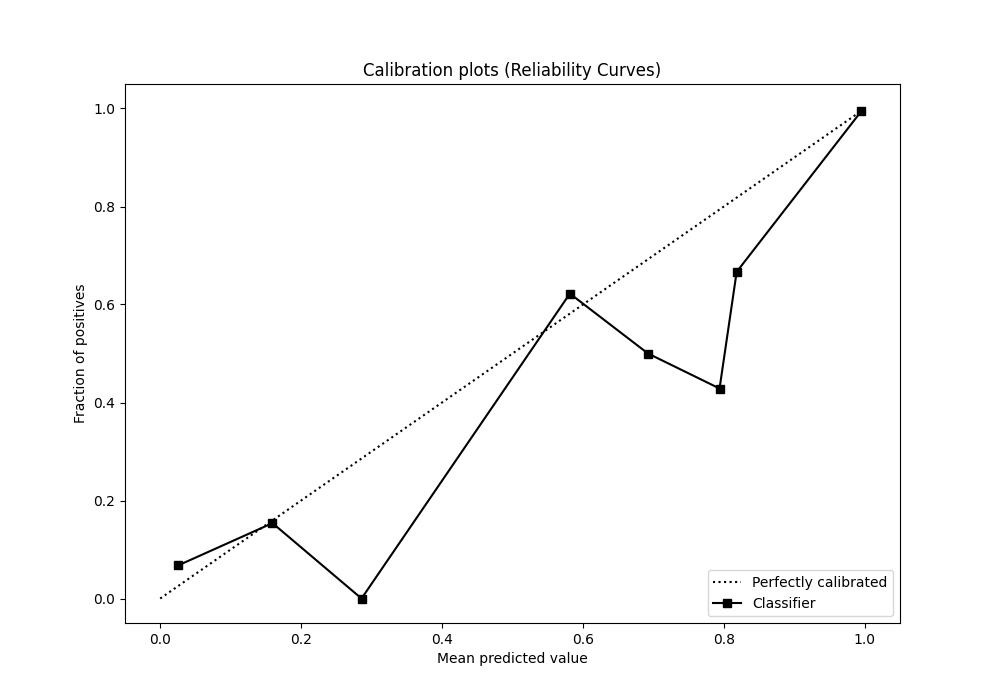 Calibration plots (Reliability Curves)
1.0
0.8
0.6
0.4
0.2
0.0
Fraction of positives
0.0 0.2 0.4 0.6 0.8 1.0
Mean predicted value
Perfectly calibrated
Classifier